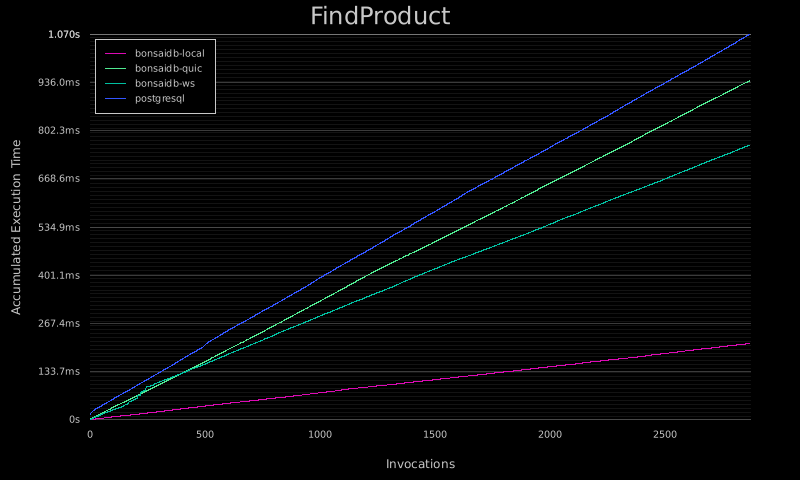 FindProduct
1.070s
bonsaidb-local
bonsaidb-quic
936.0ms
bonsaidb-ws
postgresql
802.3ms
668.6ms
534.9ms
401.1ms
267.4ms
133.7ms
0s
Accumulated Execution Time
0 500 1000 1500 2000 2500
Invocations